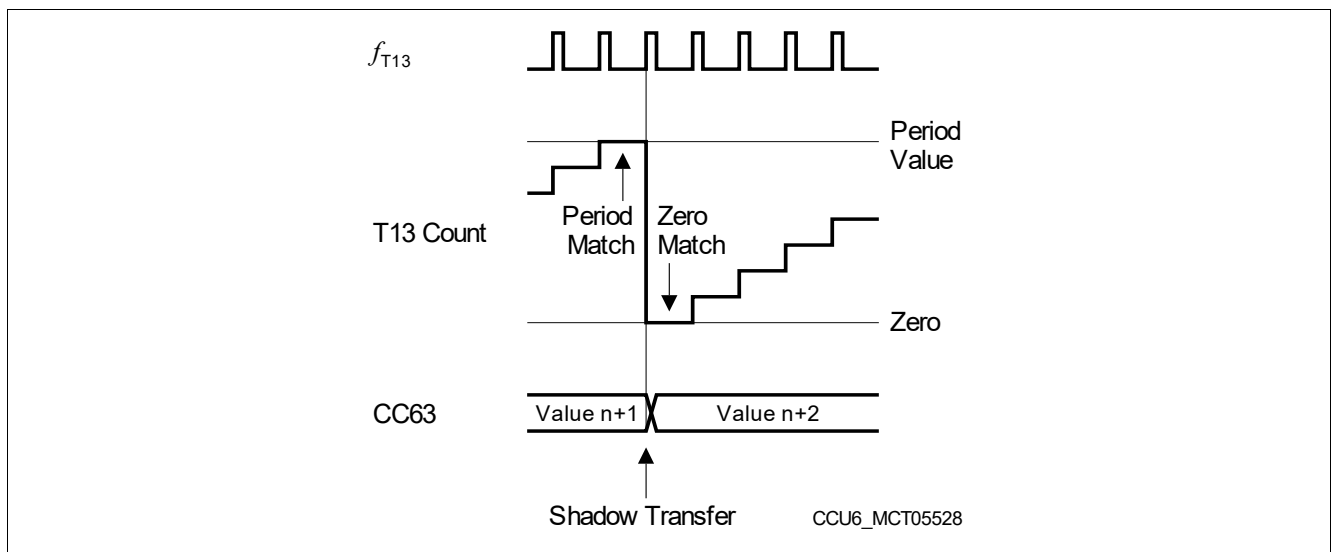 fT13
Period
Value
Period
Match
Zero
Match
T13 Count
Zero
CC63
Value n+1
Value n+2
Shadow Transfer
CCU6_MCT05528